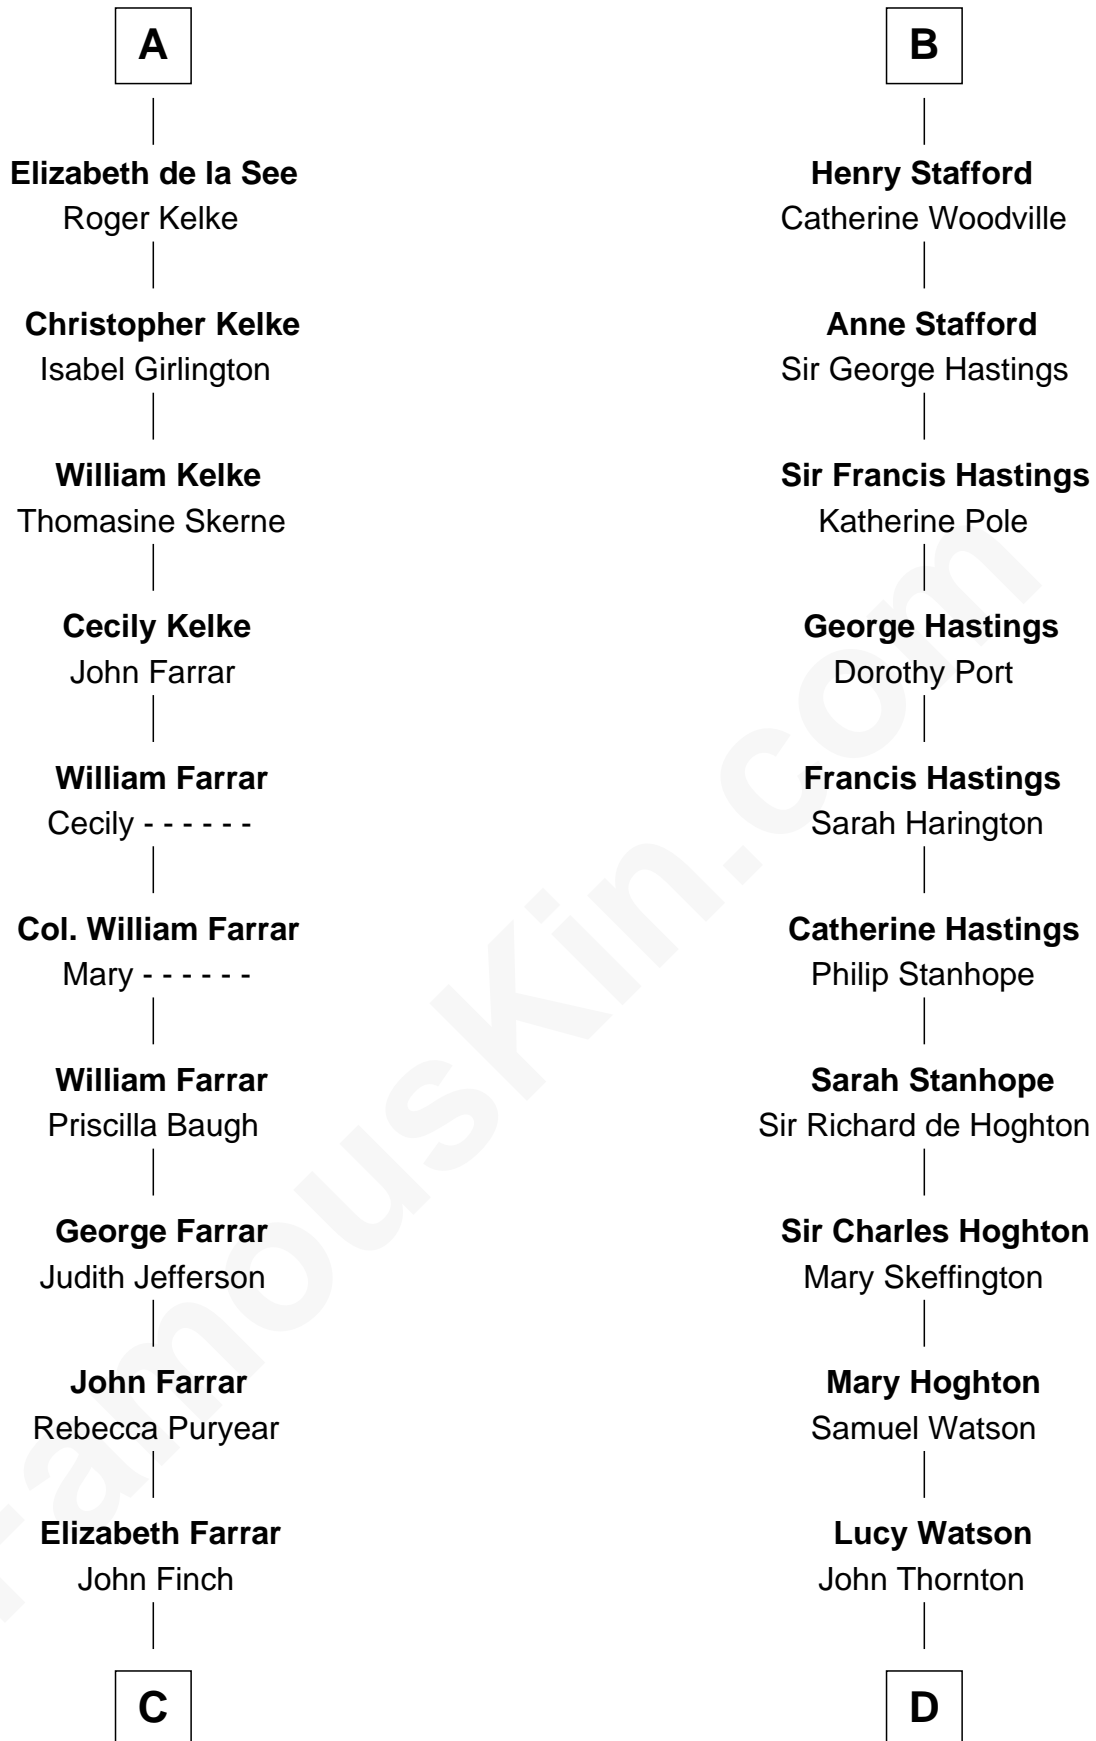 A
Elizabeth de la See
Roger Kelke
Christopher Kelke
Isabel Girlington
William Kelke
Thomasine Skerne
Cecily Kelke
John Farrar
William Farrar
Cecily - - - - - -
Col. William Farrar
Mary - - - - - -
William Farrar
Priscilla Baugh
George Farrar
Judith Jefferson
John Farrar
Rebecca Puryear
Elizabeth Farrar
John Finch
C
B
Henry Stafford
Catherine Woodville
Anne Stafford
Sir George Hastings
Sir Francis Hastings
Katherine Pole
George Hastings
Dorothy Port
Francis Hastings
Sarah Harington
Catherine Hastings
Philip Stanhope
Sarah Stanhope
Sir Richard de Hoghton
Sir Charles Hoghton
Mary Skeffington
Mary Hoghton
Samuel Watson
Lucy Watson
John Thornton
D
FamousKin.com